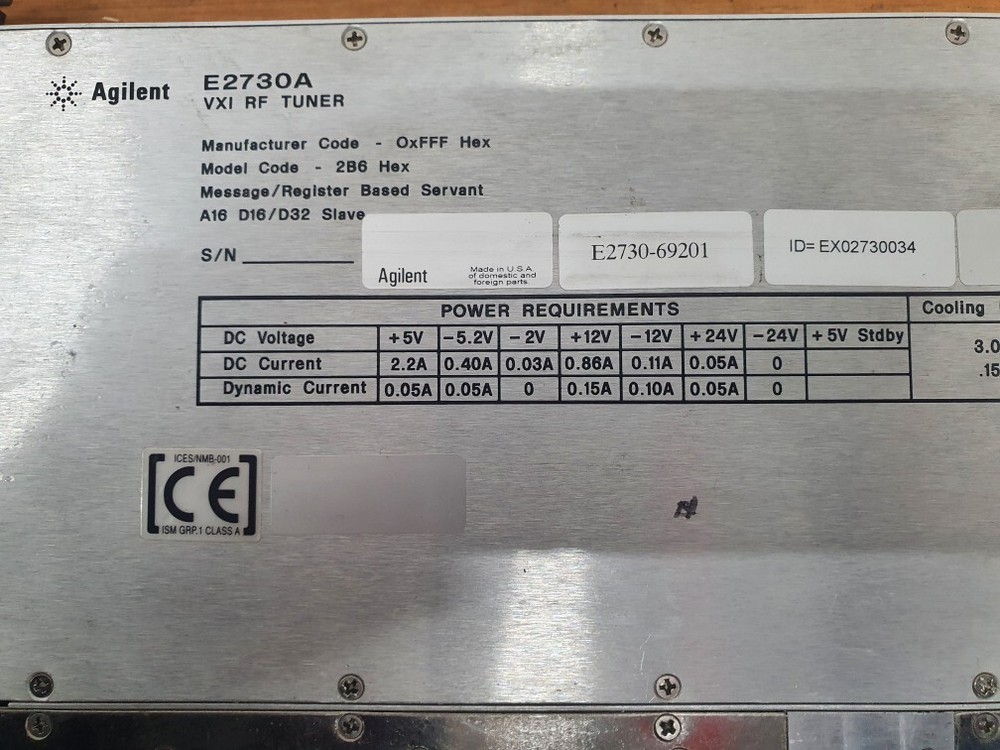 Agilent E2730A
VXI RF TUNER
Manufacturer Code - OxFFF Hex
Model Code - 2B6 Hex
Message/Register Based Servant
A16 D16/D32 Slave
S/N
Agilent
Made in U.S.A.
of domestic and
foreign parts
E2730-69201
ID= EX02730034
POWER REQUIREMENTS Cooling
DC Voltage +5V -5.2V -2V +12V -12V +24V -24V +5V Stdby
DC Current 2.2A 0.40A 0.03A 0.86A 0.11A 0.05A 0
Dynamic Current 0.05A 0.05A 0 0.15A 0.10A 0.05A 0
3.0
.15
ICES/NMB-001
CE
ISM GRP.1 CLASS A